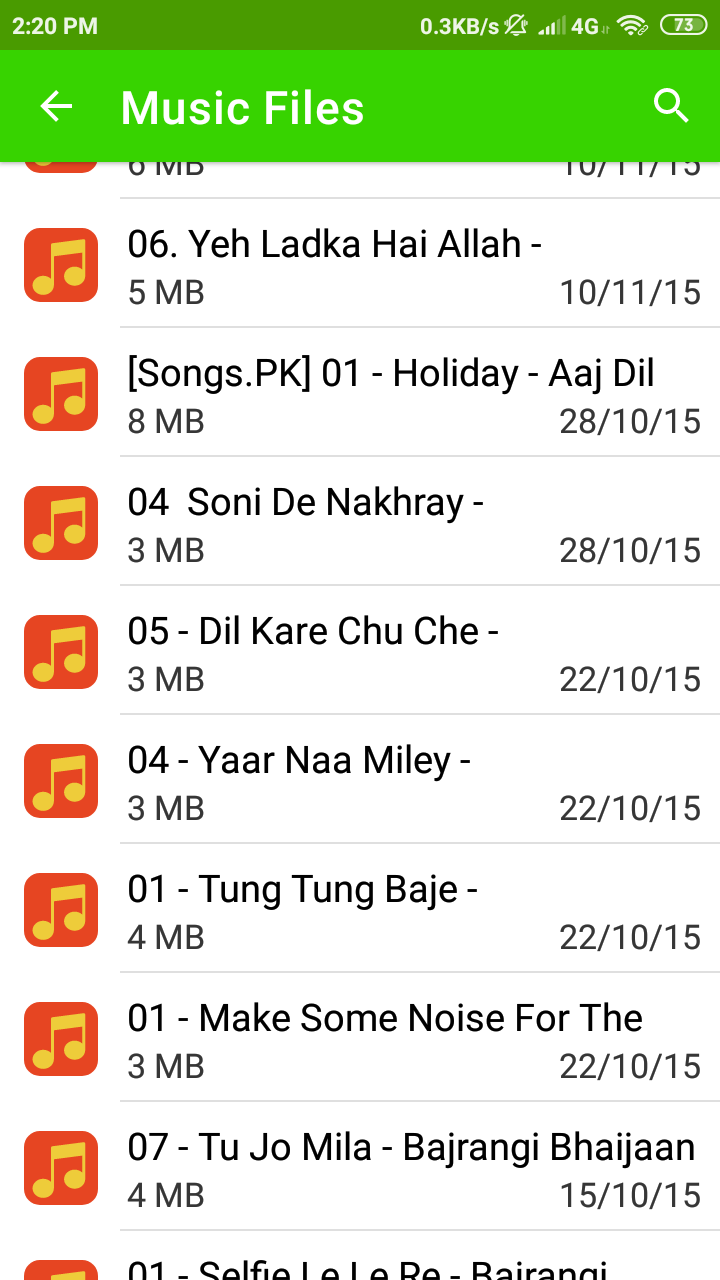 2:20 PM 0.3KB/s 4G 73
Music Files
6 MB 10/11/15
06. Yeh Ladka Hai Allah -
5 MB 10/11/15
[Songs.PK] 01 - Holiday - Aaj Dil
8 MB 28/10/15
04  Soni De Nakhray -
3 MB 28/10/15
05 - Dil Kare Chu Che -
3 MB 22/10/15
04 - Yaar Naa Miley -
3 MB 22/10/15
01 - Tung Tung Baje -
4 MB 22/10/15
01 - Make Some Noise For The
3 MB 22/10/15
07 - Tu Jo Mila - Bajrangi Bhaijaan
4 MB 15/10/15
01 - Selfie Le Le Re - Bajrangi